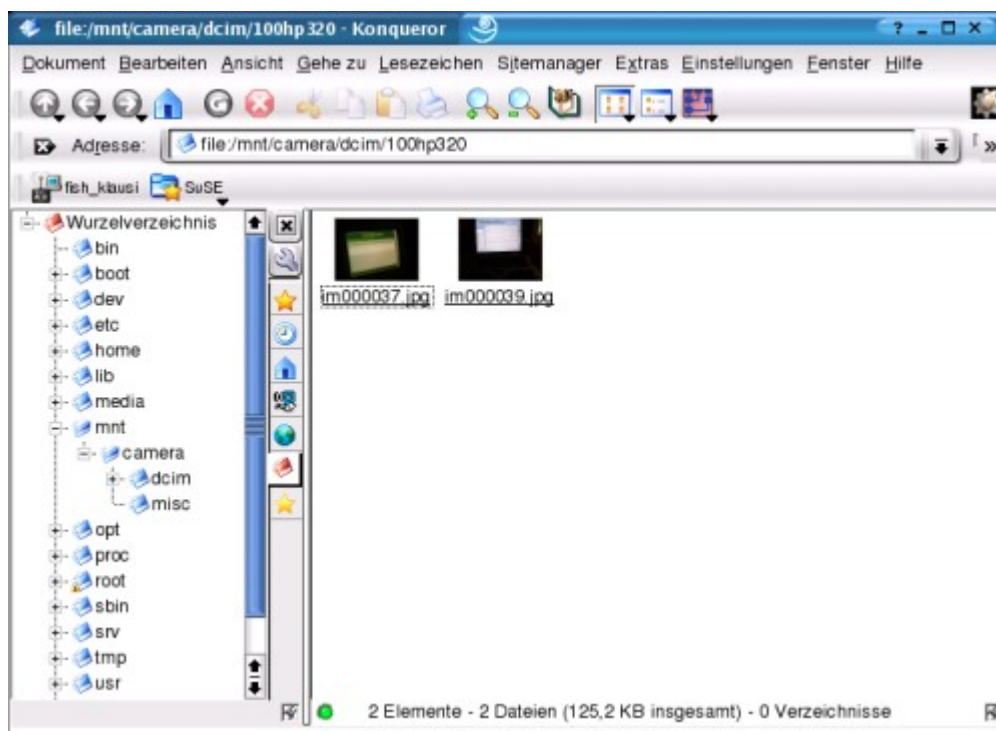 file:/mnt/camera/dcim/100hp320 - Konqueror
Dokument Bearbeiten Ansicht Gehe zu Lesezeichen Sitemanager Extras Einstellungen Fenster Hilfe
Adresse: file:/mnt/camera/dcim/100hp320
fish_klausi SuSE
Wurzelverzeichnis
bin
boot
dev
etc
home
lib
media
mnt
camera
dcim
misc
opt
proc
root
sbin
srv
tmp
usr
im000037.jpg im000039.jpg
2 Elemente - 2 Dateien (125,2 KB insgesamt) - 0 Verzeichnisse